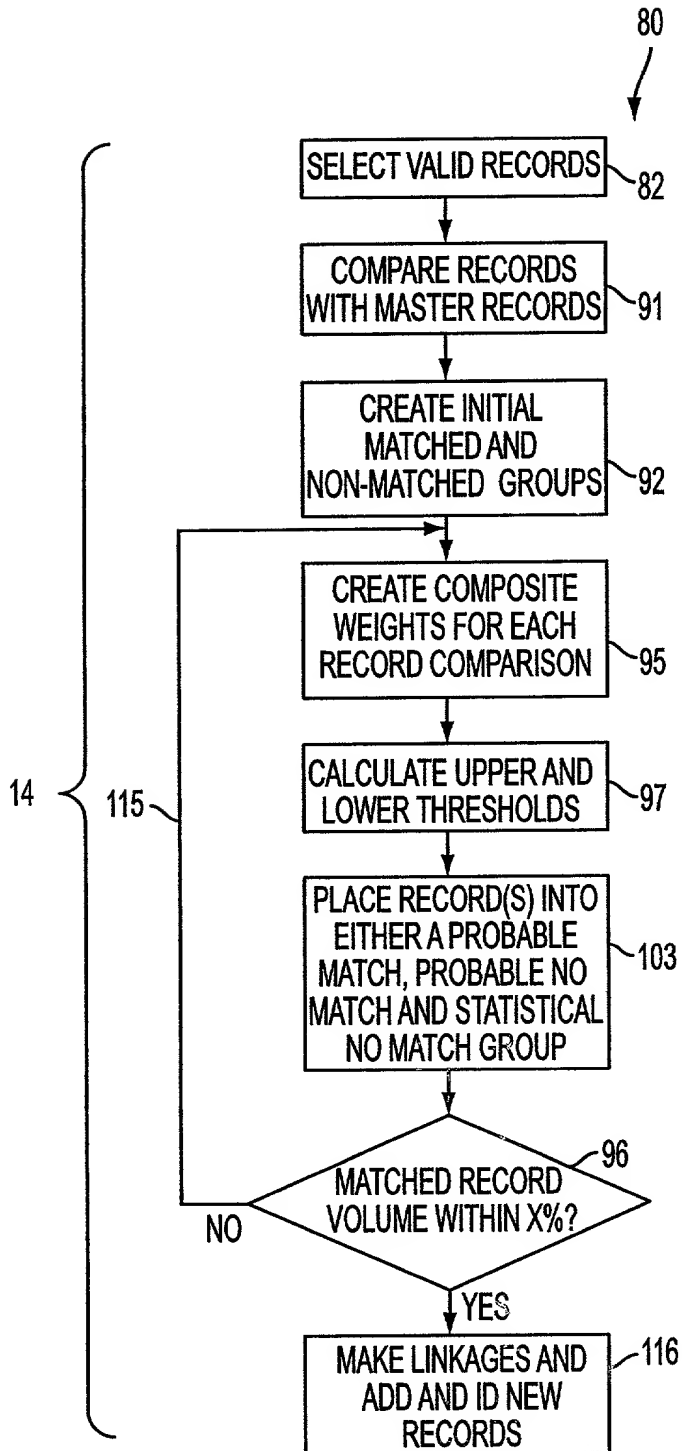 80
SELECT VALID RECORDS
82
COMPARE RECORDS
WITH MASTER RECORDS
91
CREATE INITIAL
MATCHED AND
NON-MATCHED GROUPS
92
CREATE COMPOSITE
WEIGHTS FOR EACH
RECORD COMPARISON
95
CALCULATE UPPER AND
LOWER THRESHOLDS
97
14
115
PLACE RECORD(S) INTO
EITHER A PROBABLE
MATCH, PROBABLE NO
MATCH AND STATISTICAL
NO MATCH GROUP
103
96
MATCHED RECORD
VOLUME WITHIN X%?
NO
YES
MAKE LINKAGES AND
ADD AND ID NEW
RECORDS
116